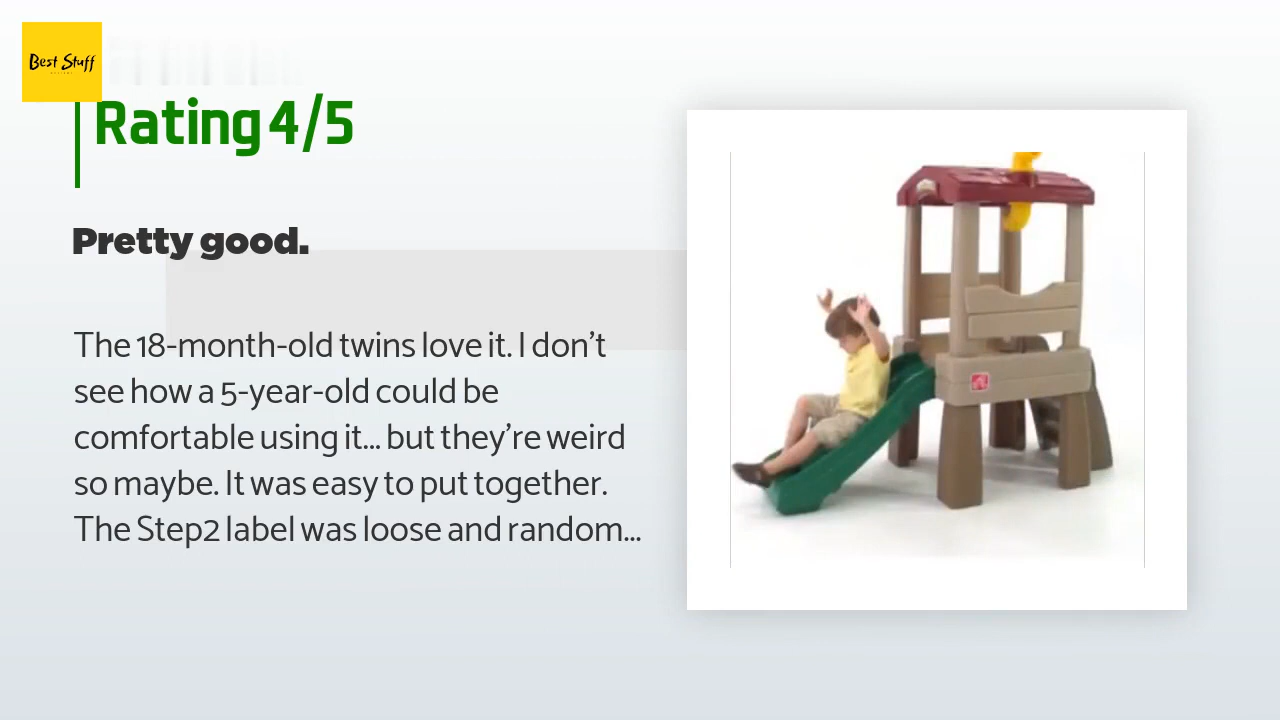 Best Stuff
Rating 4/5
Pretty good.
The 18-month-old twins love it. I don't
see how a 5-year-old could be
comfortable using it... but they're weird
so maybe. It was easy to put together.
The Step2 label was loose and random...